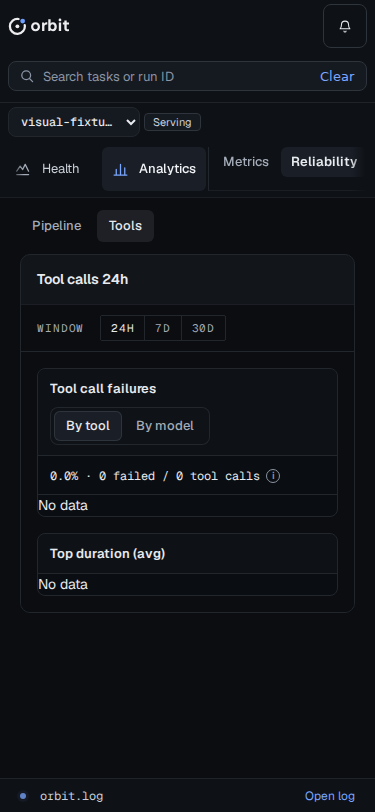 orbit
Search tasks or run ID Clear
visual-fixtu… Serving
Health Analytics Metrics Reliability
Pipeline Tools
Tool calls 24h
WINDOW 24H 7D 30D
Tool call failures
By tool By model
0.0% · 0 failed / 0 tool calls
No data
Top duration (avg)
No data
orbit.log Open log